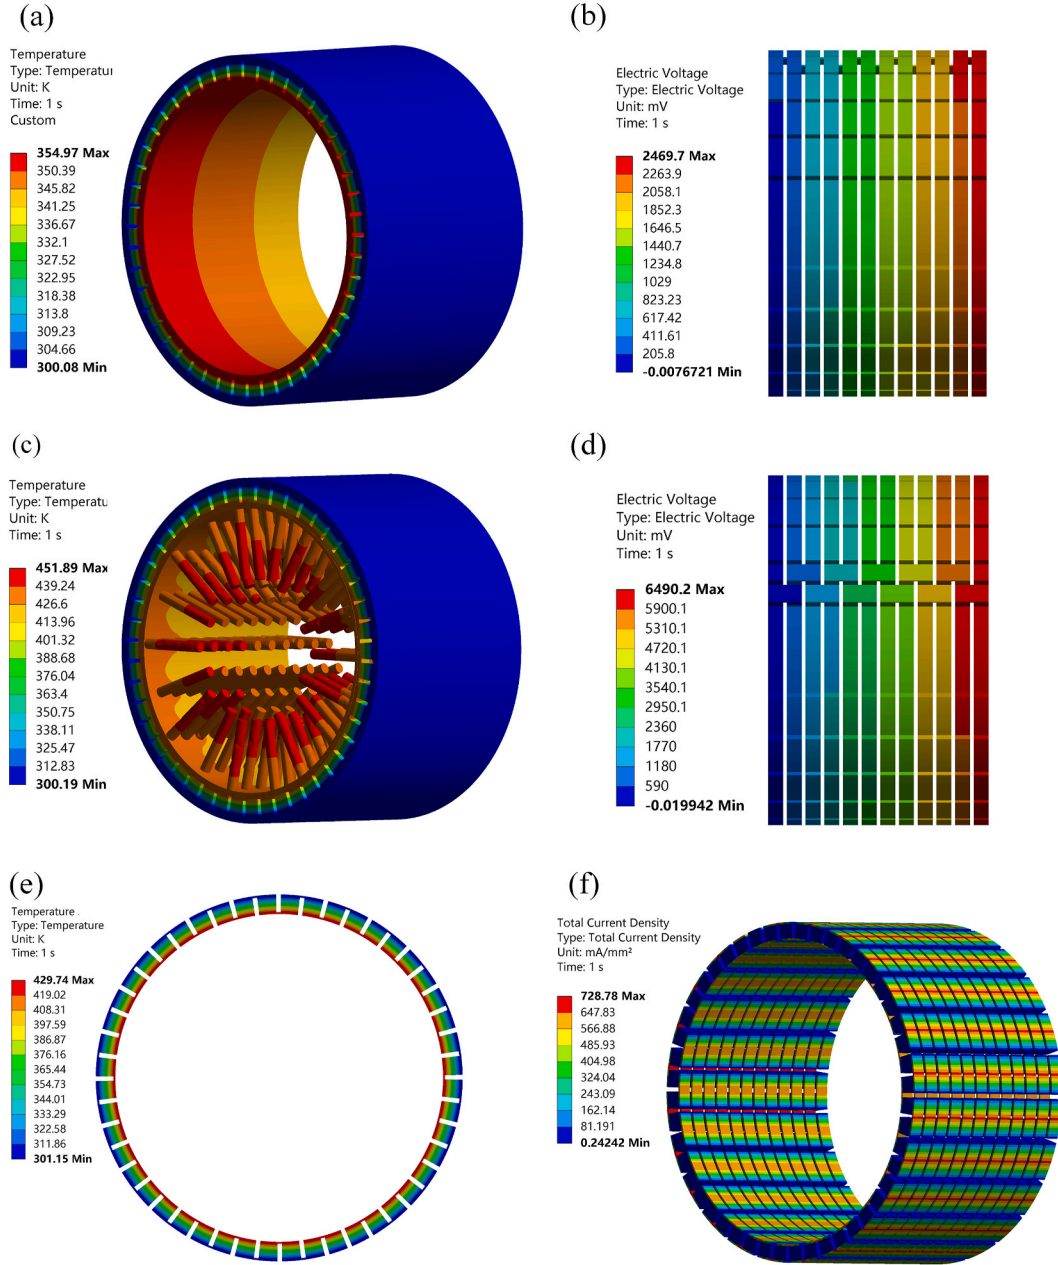 (a)
Temperature
Type: Temperatu
Unit: K
Time: 1 s
Custom
354.97 Max
350.39
345.82
341.25
336.67
332.1
327.52
322.95
318.38
313.8
309.23
304.66
300.08 Min
(b)
Electric Voltage
Type: Electric Voltage
Unit: mV
Time: 1 s
2469.7 Max
2263.9
2058.1
1852.3
1646.5
1440.7
1234.8
1029
823.23
617.42
411.61
205.8
-0.0076721 Min
(c)
Temperature
Type: Temperatu
Unit: K
Time: 1 s
451.89 Max
439.24
426.6
413.96
401.32
388.68
376.04
363.4
350.75
338.11
325.47
312.83
300.19 Min
(d)
Electric Voltage
Type: Electric Voltage
Unit: mV
Time: 1 s
6490.2 Max
5900.1
5310.1
4720.1
4130.1
3540.1
2950.1
2360
1770
1180
590
-0.019942 Min
(e)
Temperature
Type: Temperature
Unit: K
Time: 1 s
429.74 Max
419.02
408.31
397.59
386.87
376.16
365.44
354.73
344.01
333.29
322.58
311.86
301.15 Min
(f)
Total Current Density
Type: Total Current Density
Unit: mA/mm²
Time: 1 s
728.78 Max
647.83
566.88
485.93
404.98
324.04
243.09
162.14
81.191
0.24242 Min